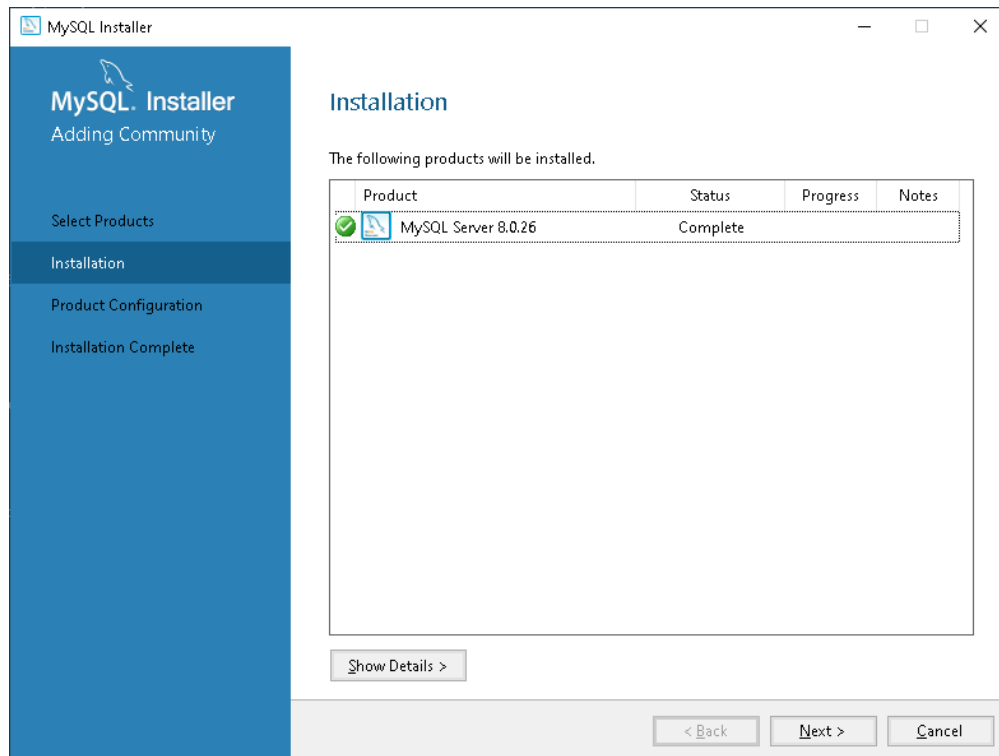 MySQL Installer
MySQL. Installer
Adding Community
Select Products
Installation
Product Configuration
Installation Complete
Installation
The following products will be installed.
Product Status Progress Notes
MySQL Server 8.0.26 Complete
Show Details >
< Back Next > Cancel